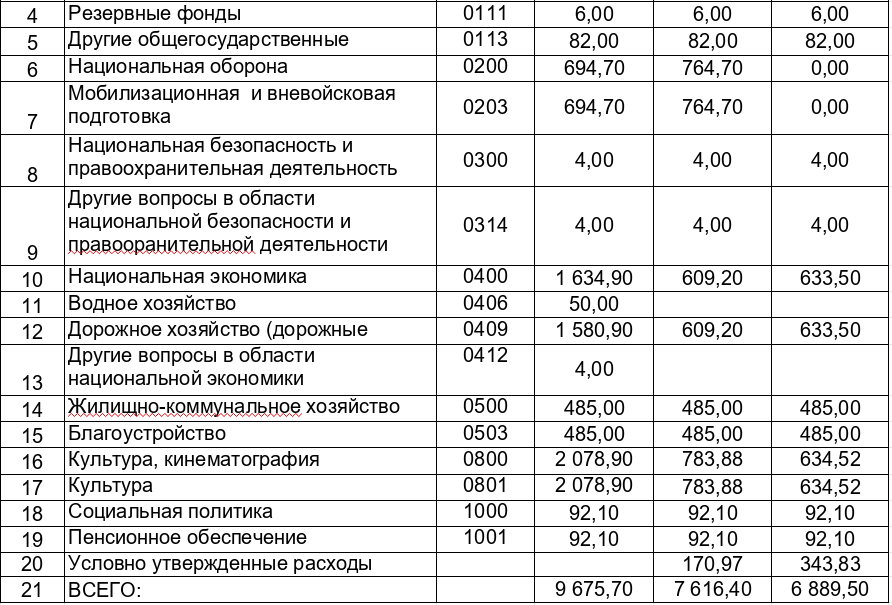 4 Резервные фонды 0111 6,00 6,00 6,00
5 Другие общегосударственные 0113 82,00 82,00 82,00
6 Национальная оборона 0200 694,70 764,70 0,00
7 Мобилизационная и вневойсковая
подготовка 0203 694,70 764,70 0,00
8 Национальная безопасность и
правоохранительная деятельность 0300 4,00 4,00 4,00
9 Другие вопросы в области
национальной безопасности и
правооранительной деятельности 0314 4,00 4,00 4,00
10 Национальная экономика 0400 1 634,90 609,20 633,50
11 Водное хозяйство 0406 50,00
12 Дорожное хозяйство (дорожные 0409 1 580,90 609,20 633,50
13 Другие вопросы в области
национальной экономики 0412 4,00
14 Жилищно-коммунальное хозяйство 0500 485,00 485,00 485,00
15 Благоустройство 0503 485,00 485,00 485,00
16 Культура, кинематография 0800 2 078,90 783,88 634,52
17 Культура 0801 2 078,90 783,88 634,52
18 Социальная политика 1000 92,10 92,10 92,10
19 Пенсионное обеспечение 1001 92,10 92,10 92,10
20 Условно утвержденные расходы 170,97 343,83
21 ВСЕГО: 9 675,70 7 616,40 6 889,50